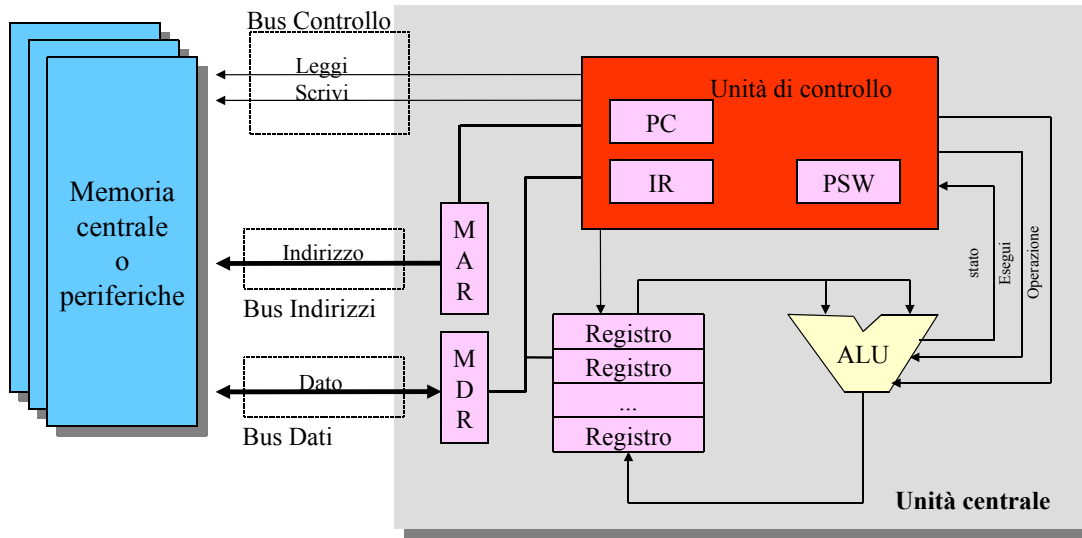 Bus Controllo
Leggi
Scrivi
Unità di controllo
PC
IR
PSW
Memoria
centrale
o
periferiche
M
A
R
Indirizzo
Bus Indirizzi
stato
Esegui
Operazione
Registro
Registro
...
Registro
ALU
M
D
R
Dato
Bus Dati
Unità centrale